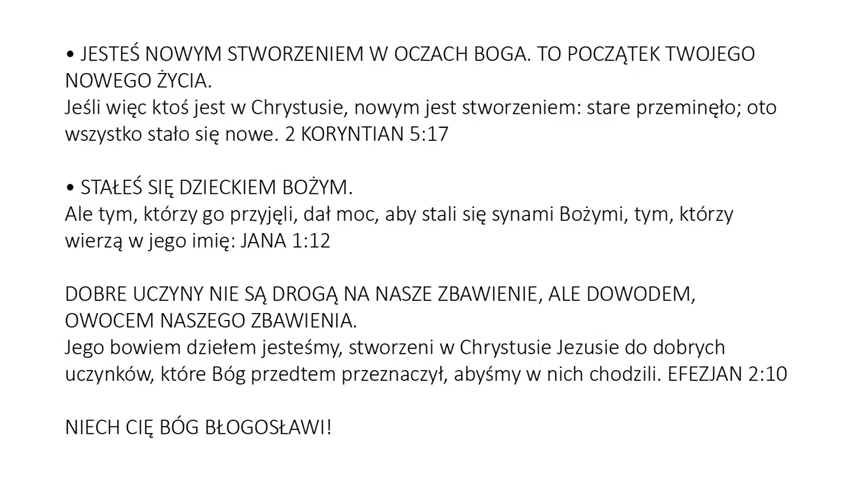 • JESTEŚ NOWYM STWORZENIEM W OCZACH BOGA. TO POCZĄTEK TWOJEGO
NOWEGO ŻYCIA.
Jeśli więc ktoś jest w Chrystusie, nowym jest stworzeniem: stare przeminęło; oto
wszystko stało się nowe. 2 KORYNTIAN 5:17
• STAŁEŚ SIĘ DZIECKIEM BOŻYM.
Ale tym, którzy go przyjęli, dał moc, aby stali się synami Bożymi, tym, którzy
wierzą w jego imię: JANA 1:12
DOBRE UCZYNY NIE SĄ DROGĄ NA NASZE ZBAWIENIE, ALE DOWODEM,
OWOCEM NASZEGO ZBAWIENIA.
Jego bowiem dziełem jesteśmy, stworzeni w Chrystusie Jezusie do dobrych
uczynków, które Bóg przedtem przeznaczył, abyśmy w nich chodzili. EFEZJAN 2:10
NIECH CIĘ BÓG BŁOGOSŁAWI!